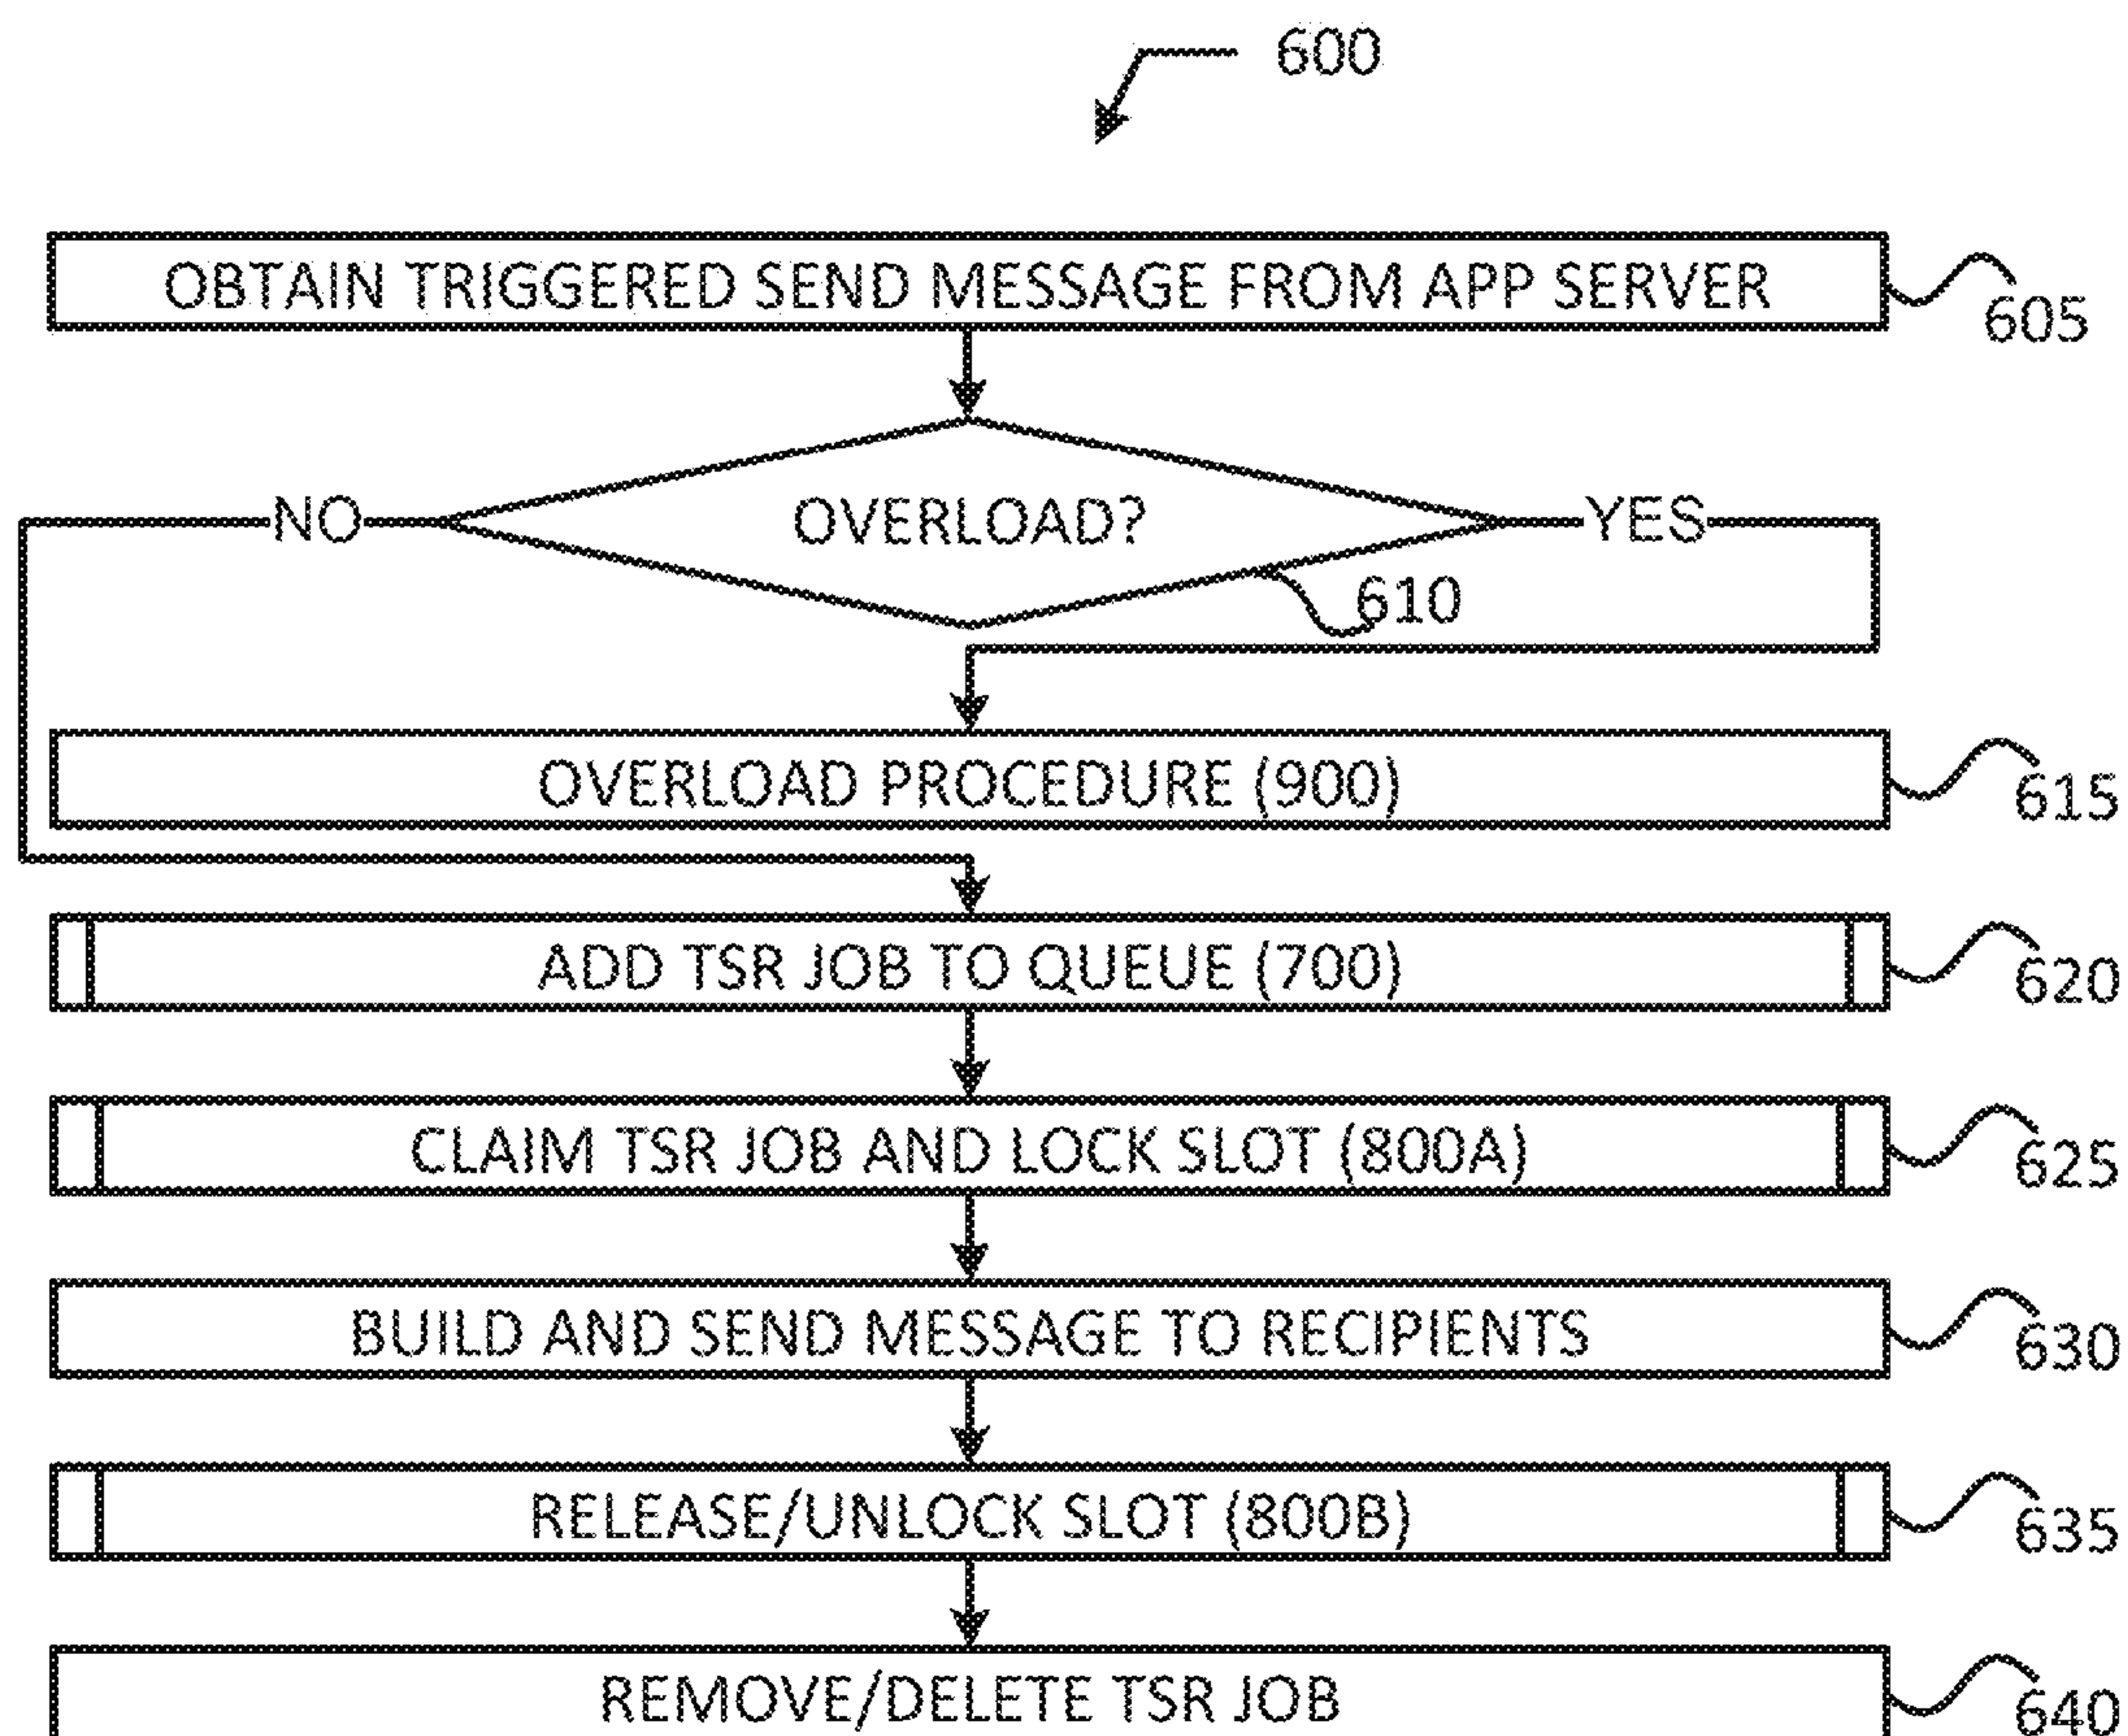 600
OBTAIN TRIGGERED SEND MESSAGE FROM APP SERVER
605
NO
OVERLOAD?
YES
610
OVERLOAD PROCEDURE (900)
615
ADD TSR JOB TO QUEUE (700)
620
CLAIM TSR JOB AND LOCK SLOT (800A)
625
BUILD AND SEND MESSAGE TO RECIPIENTS
630
RELEASE/UNLOCK SLOT (800B)
635
REMOVE/DELETE TSR JOB
640